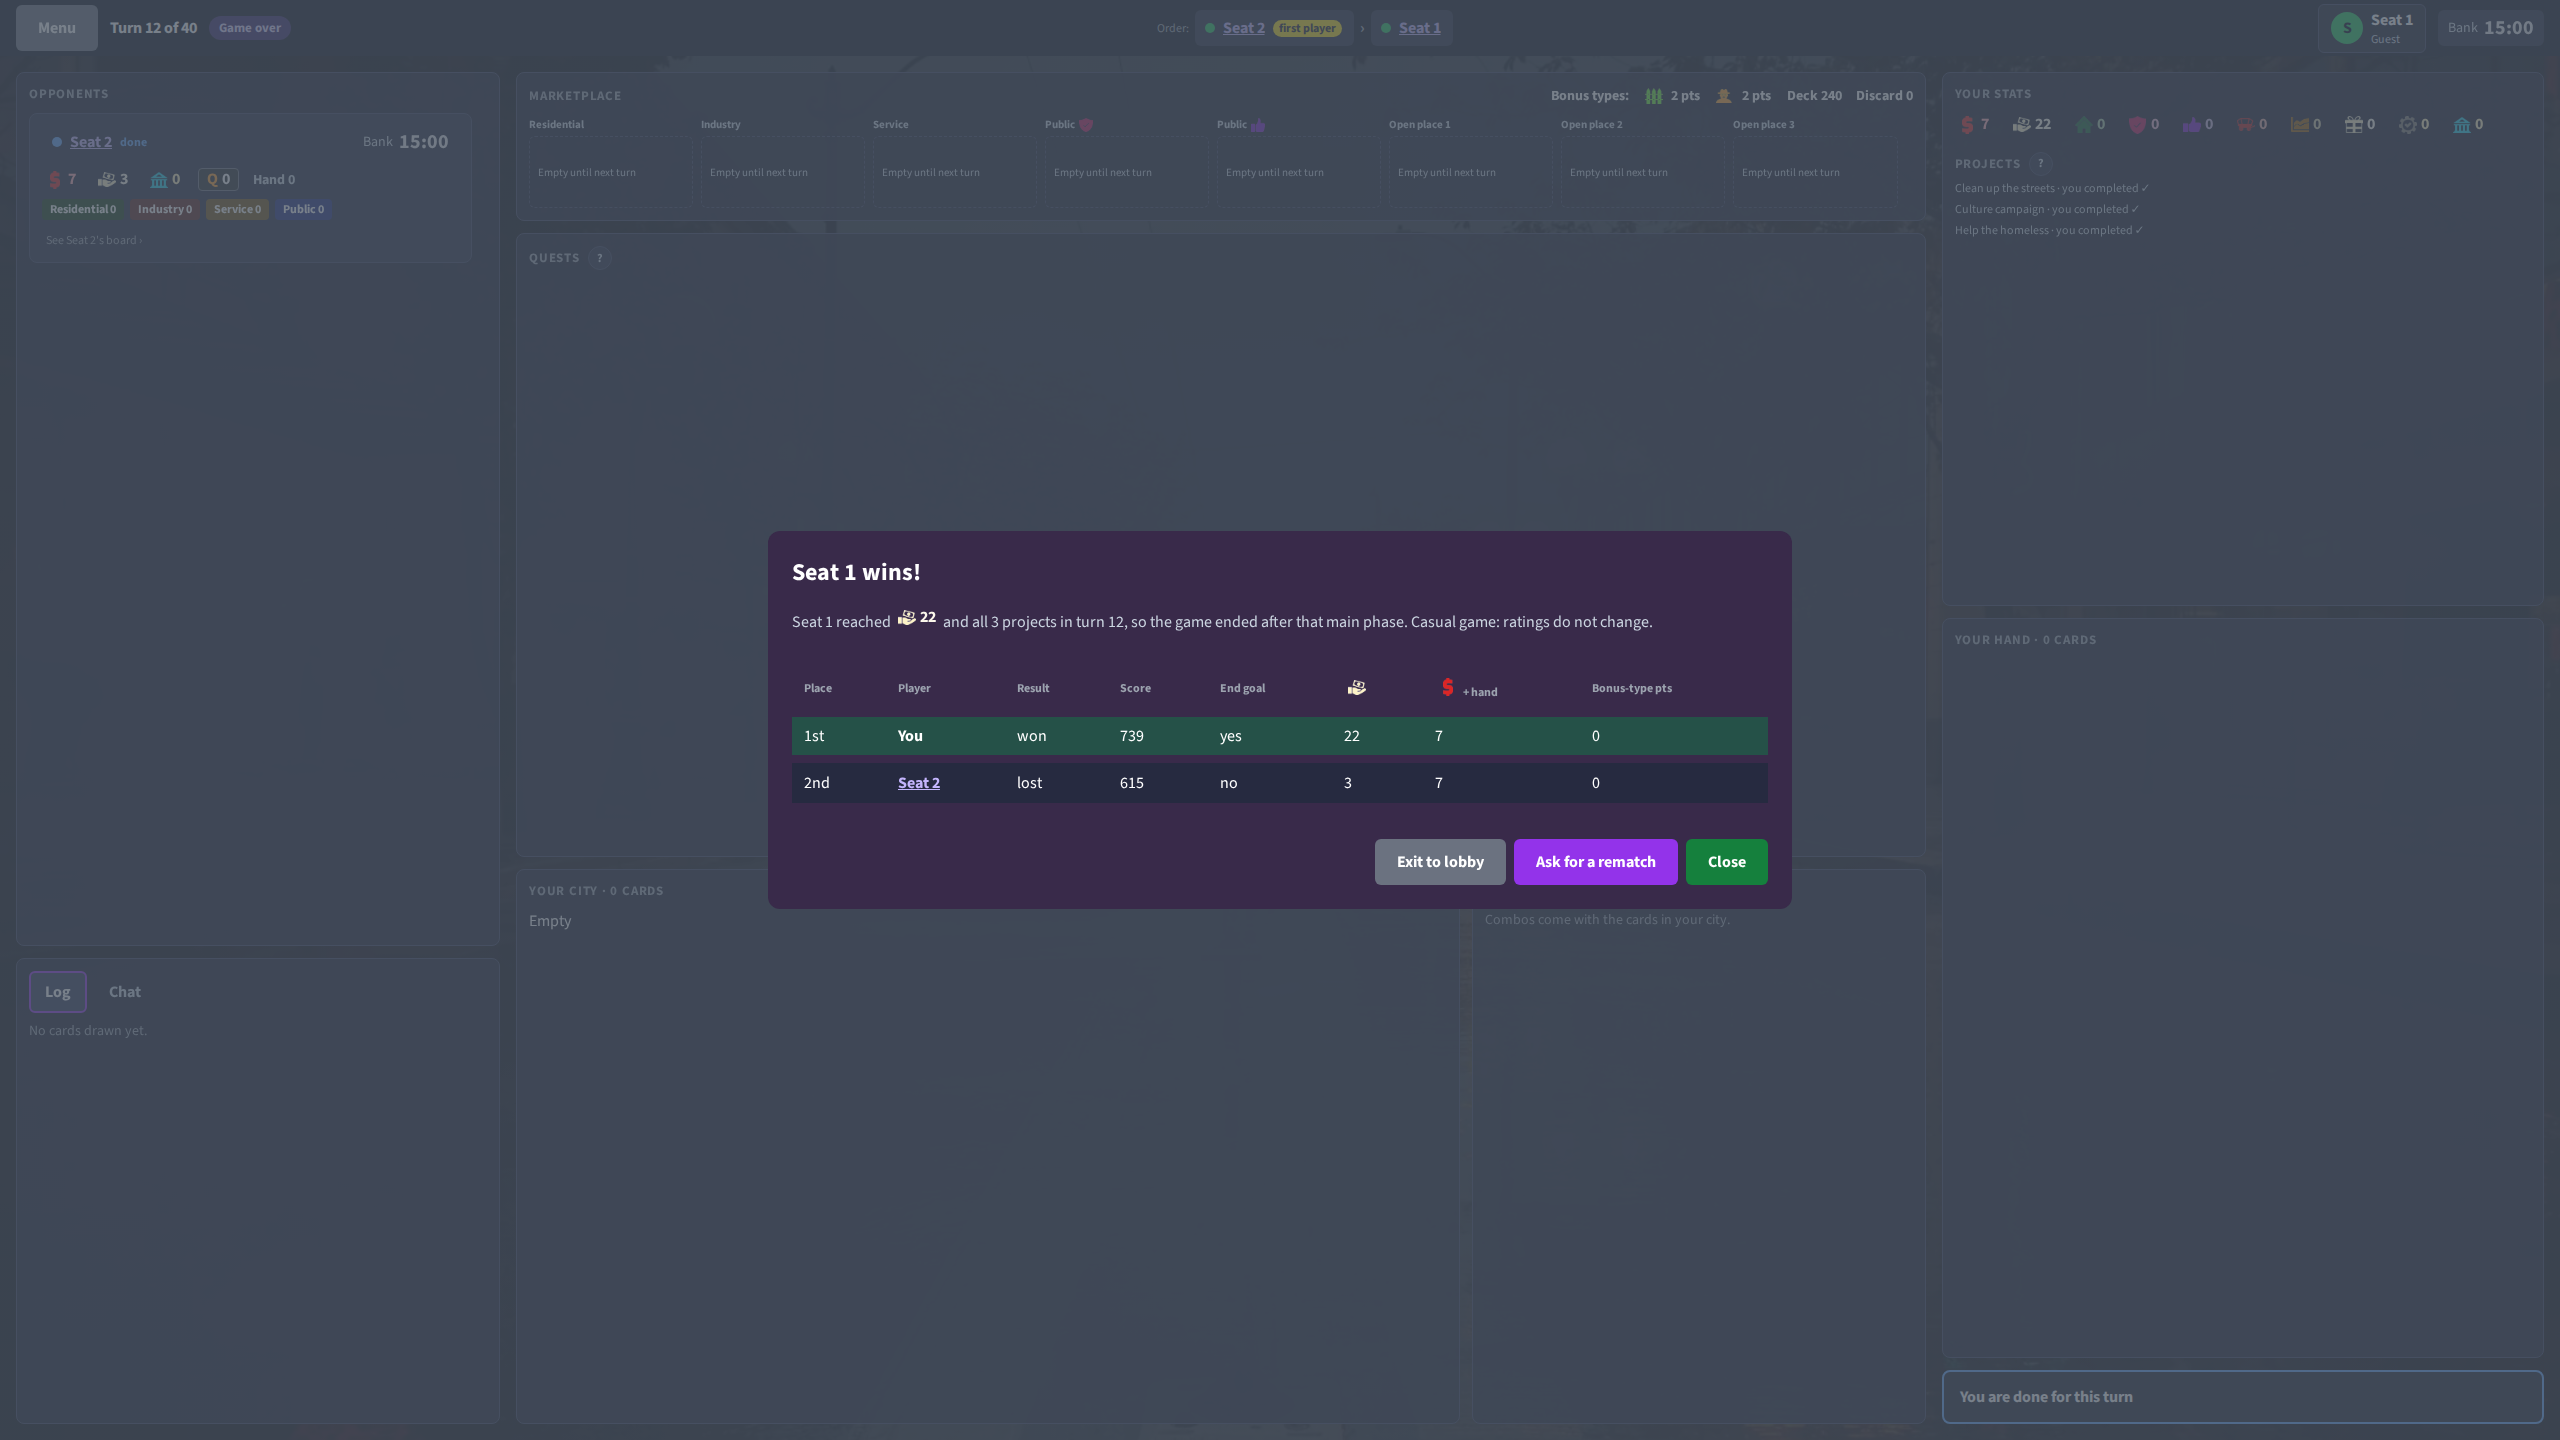 Menu Turn 12 of 40 Game over Order: Seat 2 first player › Seat 1 S Seat 1 Guest Bank 15:00
OPPONENTS
Seat 2 done Bank 15:00
7 3 0 Q 0 Hand 0
Residential 0 Industry 0 Service 0 Public 0
See Seat 2's board ›
MARKETPLACE Bonus types: 2 pts 2 pts Deck 240 Discard 0
Residential Industry Service Public Public Open place 1 Open place 2 Open place 3
Empty until next turn Empty until next turn Empty until next turn Empty until next turn Empty until next turn Empty until next turn Empty until next turn Empty until next turn
QUESTS ?
YOUR STATS
$ 7 22 0 0 0 0 0 0 0 0
PROJECTS ?
Clean up the streets · you completed ✓
Culture campaign · you completed ✓
Help the homeless · you completed ✓
Seat 1 wins!
Seat 1 reached 22 and all 3 projects in turn 12, so the game ended after that main phase. Casual game: ratings do not change.
Place Player Result Score End goal $ + hand Bonus-type pts
1st You won 739 yes 22 7 0
2nd Seat 2 lost 615 no 3 7 0
Exit to lobby Ask for a rematch Close
YOUR CITY · 0 CARDS
Empty
Combos come with the cards in your city.
YOUR HAND · 0 CARDS
Log Chat
No cards drawn yet.
You are done for this turn